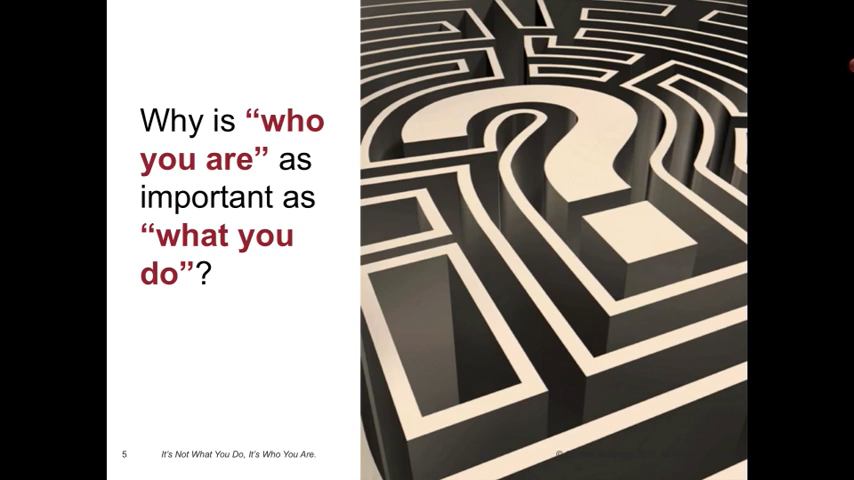 Why is “who
you are” as
important as
“what you
do”?
5 It's Not What You Do, It's Who You Are.
©